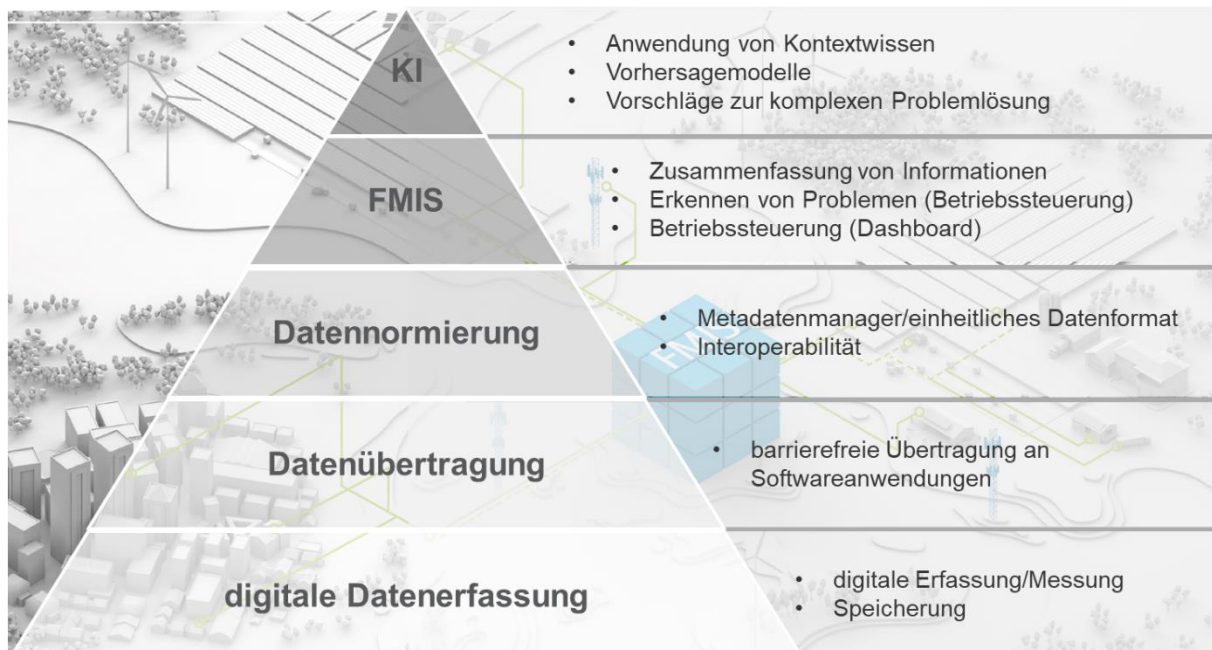 KI
• Anwendung von Kontextwissen
• Vorhersagemodelle
• Vorschläge zur komplexen Problemlösung
FMIS
• Zusammenfassung von Informationen
• Erkennen von Problemen (Betriebssteuerung)
• Betriebssteuerung (Dashboard)
Datennormierung
• Metadatenmanager/einheitliches Datenformat
• Interoperabilität
FMIS
Datenübertragung
• barrierefreie Übertragung an
Softwareanwendungen
digitale Datenerfassung
• digitale Erfassung/Messung
• Speicherung